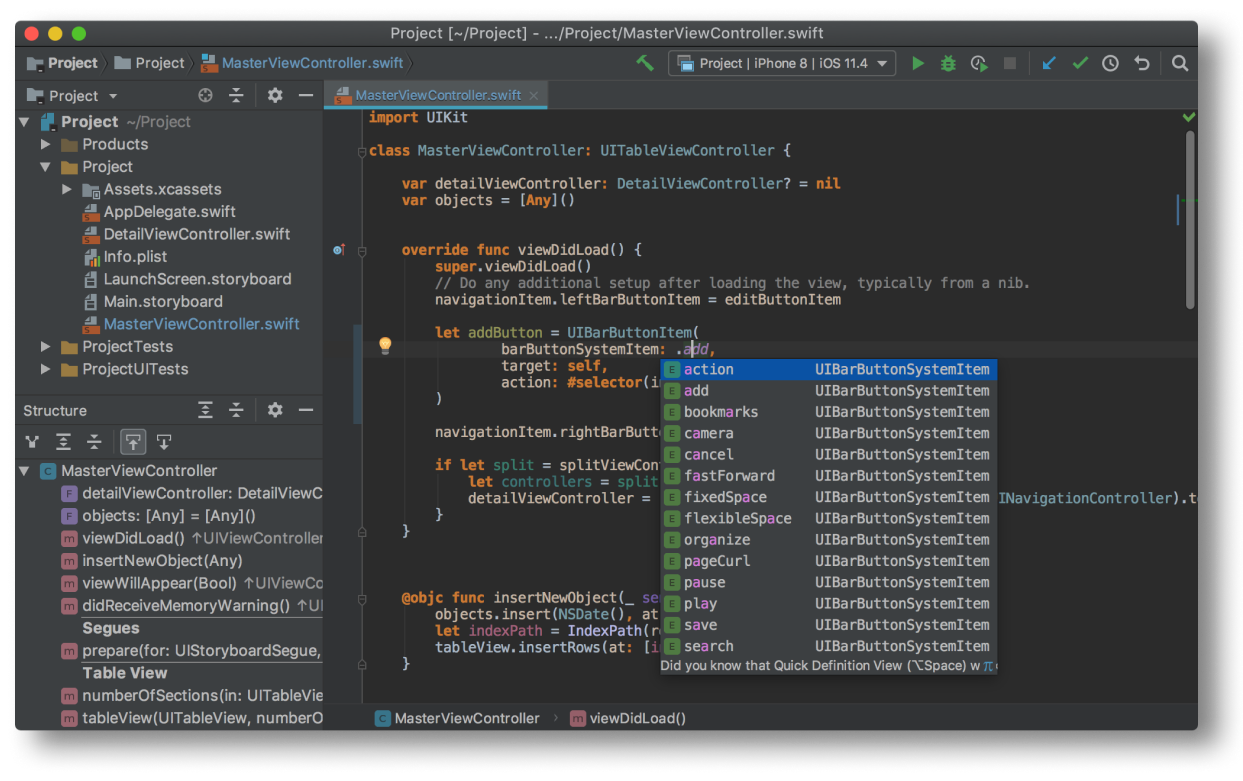 Project [~/Project] - .../Project/MasterViewController.swift
Project Project MasterViewController.swift Project | iPhone 8 | iOS 11.4
Project
MasterViewController.swift
Project ~/Project
Products
Project
Assets.xcassets
AppDelegate.swift
DetailViewController.swift
Info.plist
LaunchScreen.storyboard
Main.storyboard
MasterViewController.swift
ProjectTests
ProjectUITests
Structure
MasterViewController
detailViewController: DetailViewC
objects: [Any] = [Any]()
viewDidLoad() ↑UIViewController
insertNewObject(Any)
viewWillAppear(Bool) ↑UIViewCo
didReceiveMemoryWarning() ↑UI
Segues
prepare(for: UIStoryboardSegue,
Table View
numberOfSections(in: UITableVie
tableView(UITableView, numberO
import UIKit
class MasterViewController: UITableViewController {
var detailViewController: DetailViewController? = nil
var objects = [Any]()
override func viewDidLoad() {
super.viewDidLoad()
// Do any additional setup after loading the view, typically from a nib.
navigationItem.leftBarButtonItem = editButtonItem
let addButton = UIBarButtonItem(
barButtonSystemItem: .add,
target: self,
action: #selector(i
)
navigationItem.rightBarButt
if let split = splitViewCon
let controllers = split
detailViewController = INavigationController).t
}
}
@objc func insertNewObject(_ se
objects.insert(NSDate(), at
let indexPath = IndexPath(r
tableView.insertRows(at: [i
}
action UIBarButtonSystemItem
add UIBarButtonSystemItem
bookmarks UIBarButtonSystemItem
camera UIBarButtonSystemItem
cancel UIBarButtonSystemItem
fastForward UIBarButtonSystemItem
fixedSpace UIBarButtonSystemItem
flexibleSpace UIBarButtonSystemItem
organize UIBarButtonSystemItem
pageCurl UIBarButtonSystemItem
pause UIBarButtonSystemItem
play UIBarButtonSystemItem
save UIBarButtonSystemItem
search UIBarButtonSystemItem
Did you know that Quick Definition View (⌥Space) w π
MasterViewController viewDidLoad()